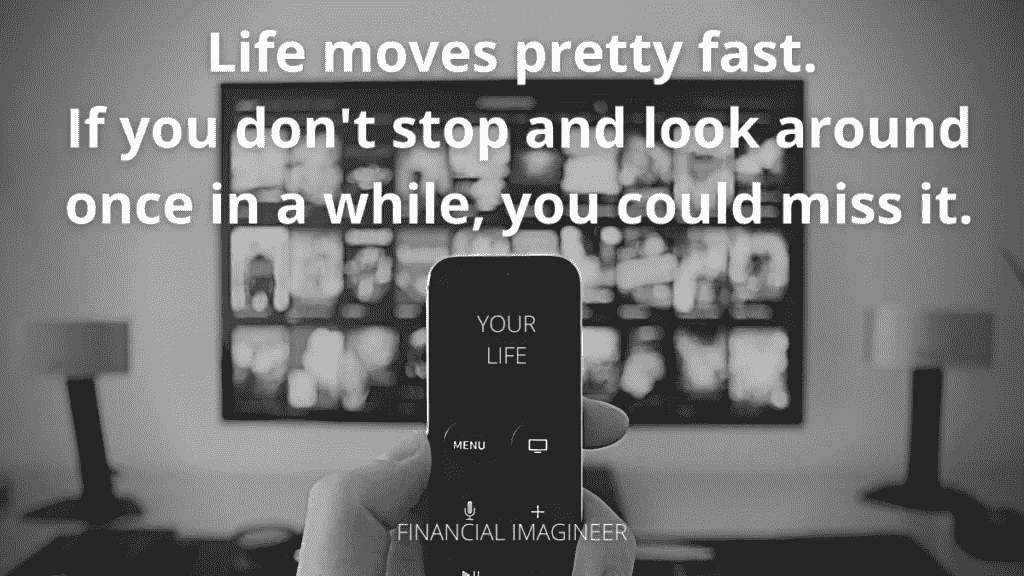 Life moves pretty fast.
If you don't stop and look around
once in a while, you could miss it.
YOUR
LIFE
MENU
FINANCIAL IMAGINEER